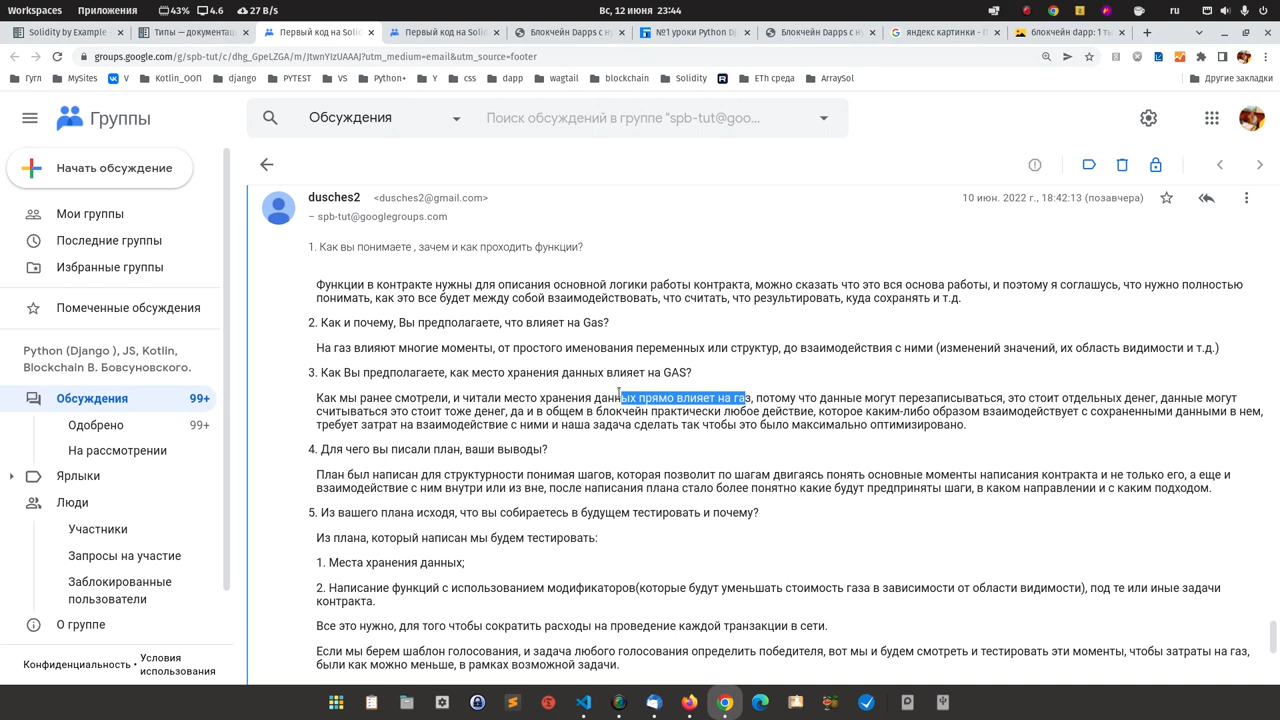 Workspaces Applications 43% 4.6 27 B/s Вс, 12 июня 23:44 ru
Solidity by Example Типы — документац Первый код на Soli Первый код на Solic Блокчейн Dapps с ну №1 уроки Python Dj Блокчейн Dapps с ну яндекс картинки - П блокчейн dapp: 1 ть
groups.google.com/g/spb-tut/c/dhg_GpeLZGA/m/JtwnYIzUAAAJ?utm_medium=email&utm_source=footer
Гугл MySites V Kotlin_ООП django PYTEST VS Python+ Y css dapp wagtail blockchain Solidity ETh среда ArraySol Другие закладки
Группы Обсуждения Поиск обсуждений в группе "spb-tut@goo...
Начать обсуждение
Мои группы
Последние группы
Избранные группы
Помеченные обсуждения
Python (Django ), JS, Kotlin,
Blockchain В. Бовсуновского.
Обсуждения 99+
Одобрено 99+
На рассмотрении
Ярлыки
Люди
Участники
Запросы на участие
Заблокированные
пользователи
О группе
Конфиденциальность • Условия
использования
dusches2 <dusches2@gmail.com> 10 июн. 2022 г., 18:42:13 (позавчера)
– spb-tut@googlegroups.com
1. Как вы понимаете , зачем и как проходить функции?
Функции в контракте нужны для описания основной логики работы контракта, можно сказать что это вся основа работы, и поэтому я соглашусь, что нужно полностью
понимать, как это все будет между собой взаимодействовать, что считать, что результировать, куда сохранять и т.д.
2. Как и почему, Вы предполагаете, что влияет на Gas?
На газ влияют многие моменты, от простого именования переменных или структур, до взаимодействия с ними (изменений значений, их область видимости и т.д.)
3. Как Вы предполагаете, как место хранения данных влияет на GAS?
Как мы ранее смотрели, и читали место хранения данных прямо влияет на газ, потому что данные могут перезаписываться, это стоит отдельных денег, данные могут
считываться это стоит тоже денег, да и в общем в блокчейн практически любое действие, которое каким-либо образом взаимодействует с сохраненными данными в нем,
требует затрат на взаимодействие с ними и наша задача сделать так чтобы это было максимально оптимизировано.
4. Для чего вы писали план, ваши выводы?
План был написан для структурности понимая шагов, которая позволит по шагам двигаясь понять основные моменты написания контракта и не только его, а еще и
взаимодействие с ним внутри или из вне, после написания плана стало более понятно какие будут предприняты шаги, в каком направлении и с каким подходом.
5. Из вашего плана исходя, что вы собираетесь в будущем тестировать и почему?
Из плана, который написан мы будем тестировать:
1. Места хранения данных;
2. Написание функций с использованием модификаторов(которые будут уменьшать стоимость газа в зависимости от области видимости), под те или иные задачи
контракта.
Все это нужно, для того чтобы сократить расходы на проведение каждой транзакции в сети.
Если мы берем шаблон голосования, и задача любого голосования определить победителя, вот мы и будем смотреть и тестировать эти моменты, чтобы затраты на газ,
были как можно меньше, в рамках возможной задачи.